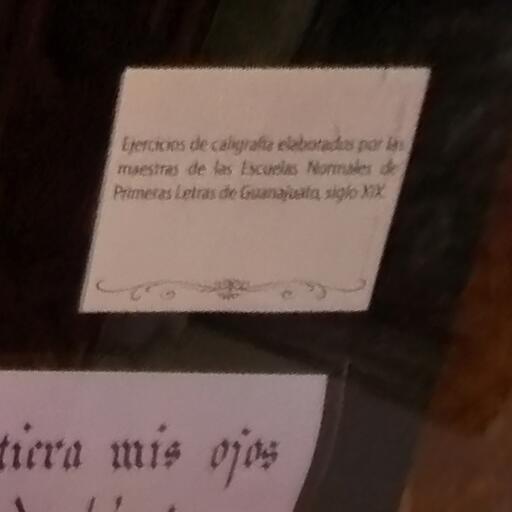 Ejercicios de caligrafía elaborados por las
maestras de las Escuelas Normales de
Primeras Letras de Guanajuato, siglo XIX.
mis ojos